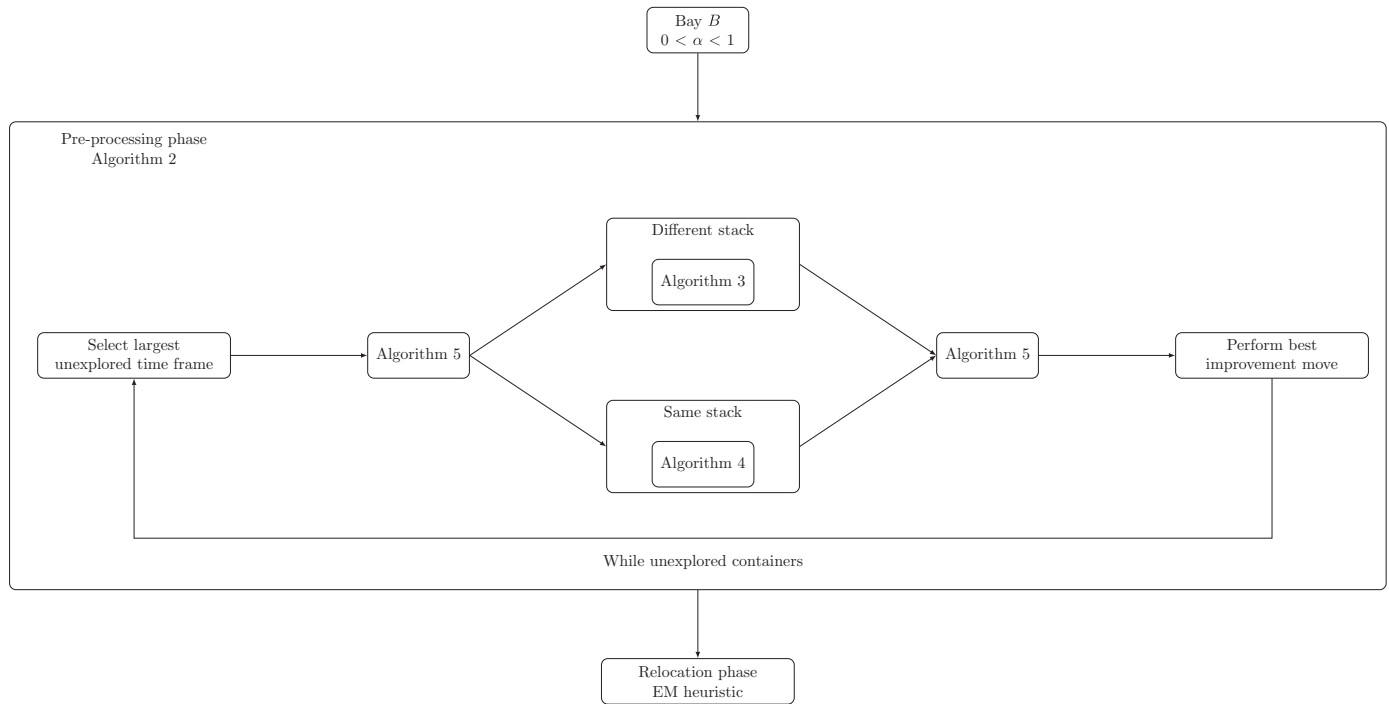 Bay B
0 < α < 1
Pre-processing phase
Algorithm 2
Different stack
Algorithm 3
Select largest
unexplored time frame
Algorithm 5
Algorithm 5
Perform best
improvement move
Same stack
Algorithm 4
While unexplored containers
Relocation phase
EM heuristic